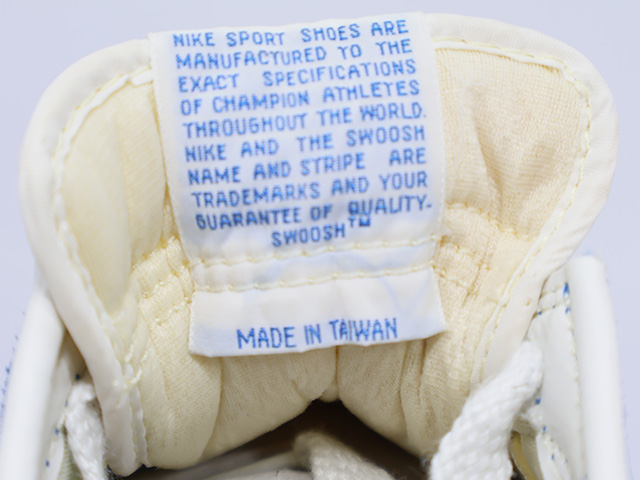 NIKE SPORT SHOES ARE
MANUFACTURED TO THE
EXACT SPECIFICATIONS
OF CHAMPION ATHLETES
THROUGHOUT THE WORLD.
NIKE AND THE SWOOSH
NAME AND STRIPE ARE
TRADEMARKS AND YOUR
GUARANTEE OF QUALITY.
SWOOSH™
MADE IN TAIWAN